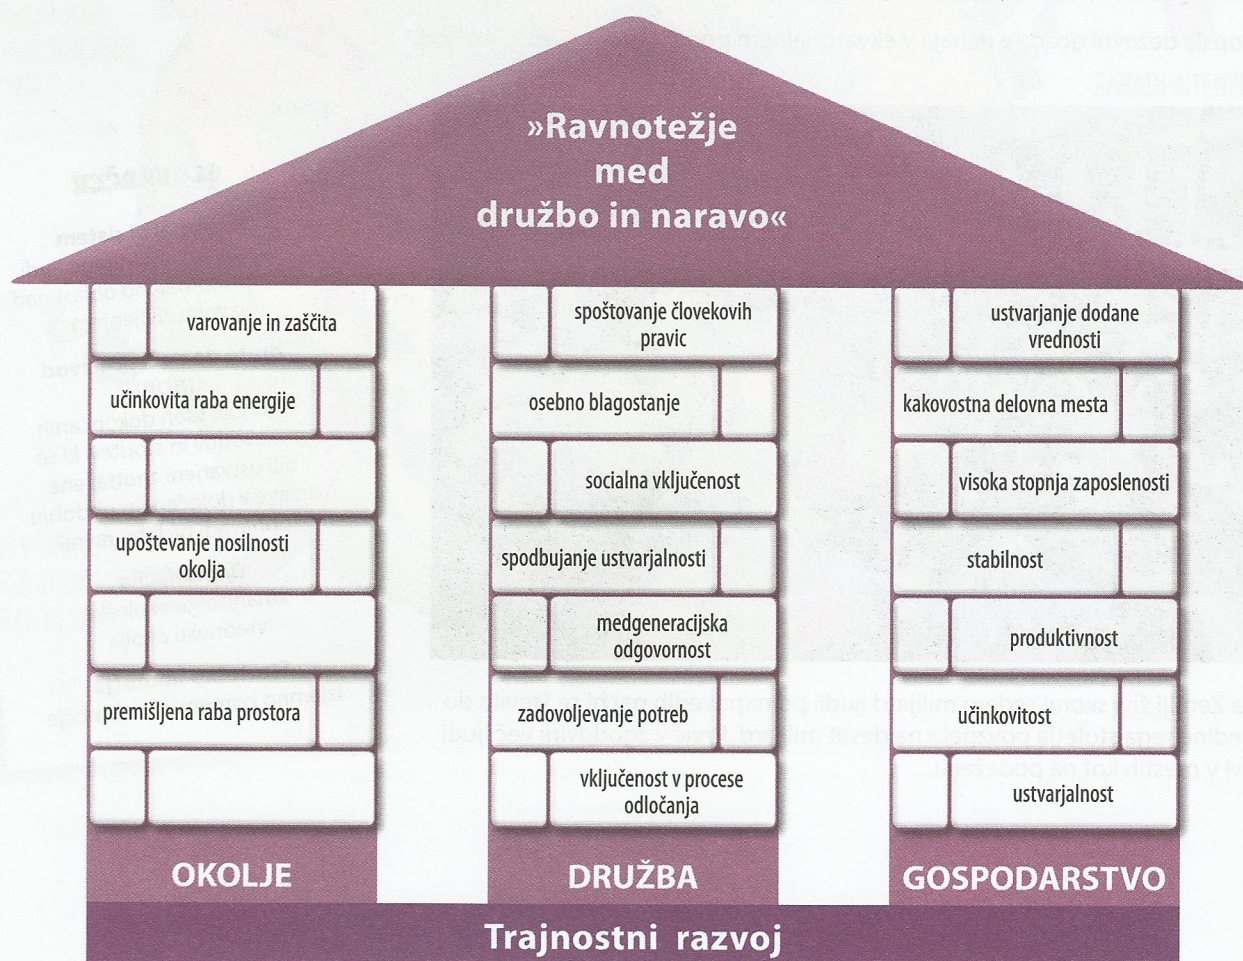 »Ravnotežje
med
družbo in naravo«
varovanje in zaščita
učinkovita raba energije
upoštevanje nosilnosti
okolja
premišljena raba prostora
OKOLJE
spoštovanje človekovih
pravic
osebno blagostanje
socialna vključenost
spodbujanje ustvarjalnosti
medgeneracijska
odgovornost
zadovoljevanje potreb
vključenost v procese
odločanja
DRUŽBA
ustvarjanje dodane
vrednosti
kakovostna delovna mesta
visoka stopnja zaposlenosti
stabilnost
produktivnost
učinkovitost
ustvarjalnost
GOSPODARSTVO
Trajnostni razvoj